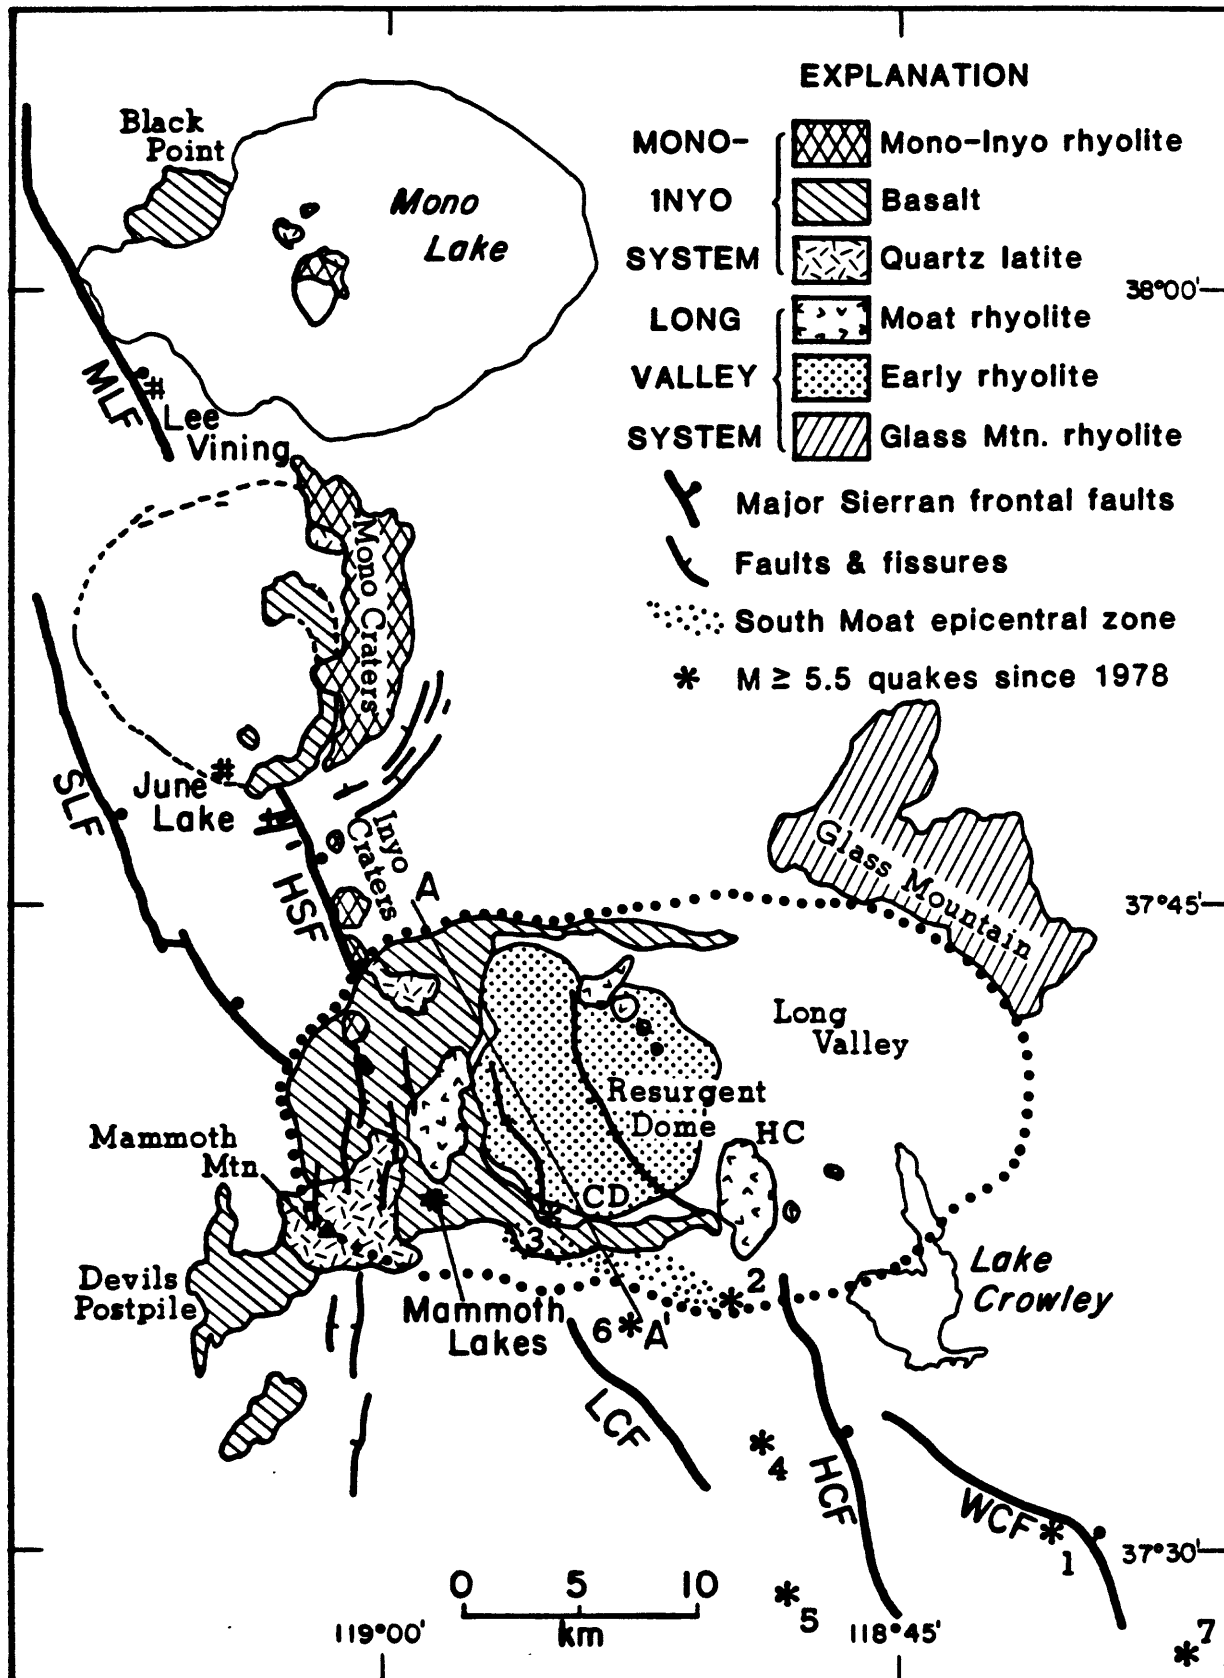 EXPLANATION
MONO-
1NYO
SYSTEM
Mono-Inyo rhyolite
Basalt
Quartz latite
LONG
VALLEY
SYSTEM
Moat rhyolite
Early rhyolite
Glass Mtn. rhyolite
Major Sierran frontal faults
Faults & fissures
South Moat epicentral zone
* M ≥ 5.5 quakes since 1978
Black
Point
Mono
Lake
38°00'
MLF
#
Lee
Vining
Mono Craters
SLF
June #
Lake
HSF
Inyo
Craters
A
Glass Mountain
37°45'
Long
Valley
Resurgent
Dome
HC
Mammoth
Mtn
CD
3
Devils
Postpile
Mammoth
Lakes
2
6
A'
Lake
Crowley
LCF
4
HCF
WCF
1
37°30'
0 5 10
km
5
7
119°00'
118°45'